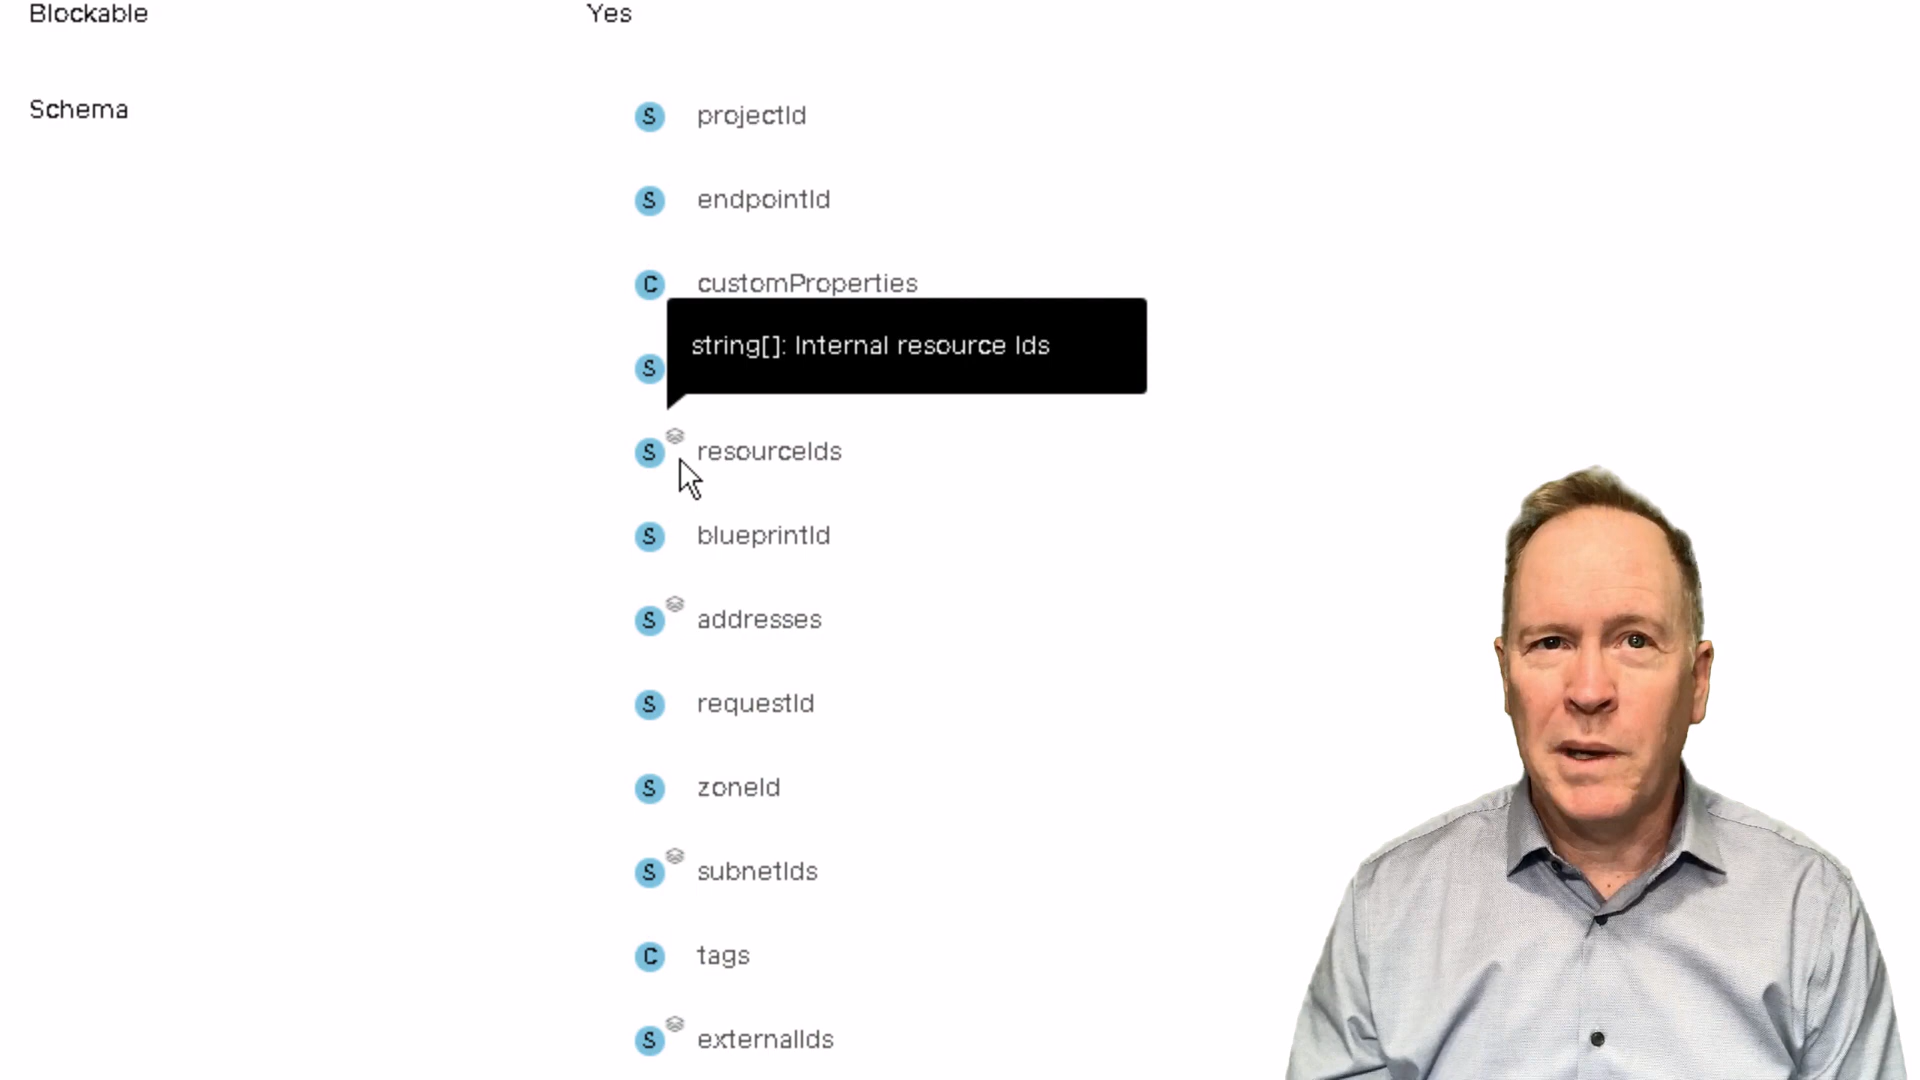 Blockable Yes
Schema
S projectId
S endpointId
C customProperties
string[]: Internal resource Ids
S
S resourceIds
S blueprintId
S addresses
S requestId
S zoneId
S subnetIds
C tags
S externalIds